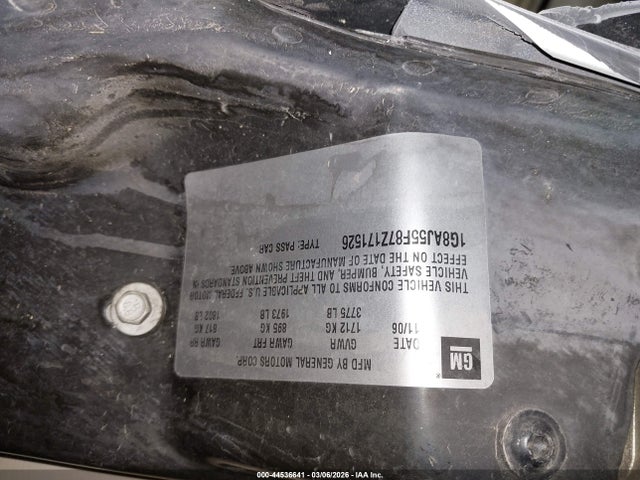 GM
MFD BY GENERAL MOTORS CORP.
DATE GVWR GAWR FRT GAWR RR
11/06 1712 KG 895 KG 817 KG
3775 LB 1973 LB 1802 LB
THIS VEHICLE CONFORMS TO ALL APPLICABLE U.S. FEDERAL MOTOR
VEHICLE SAFETY, BUMPER, AND THEFT PREVENTION STANDARDS IN
EFFECT ON THE DATE OF MANUFACTURE SHOWN ABOVE
1G8AJ55F87Z171526 TYPE: PASS CAR
000-44536641 - 03/06/2026 - IAA Inc.